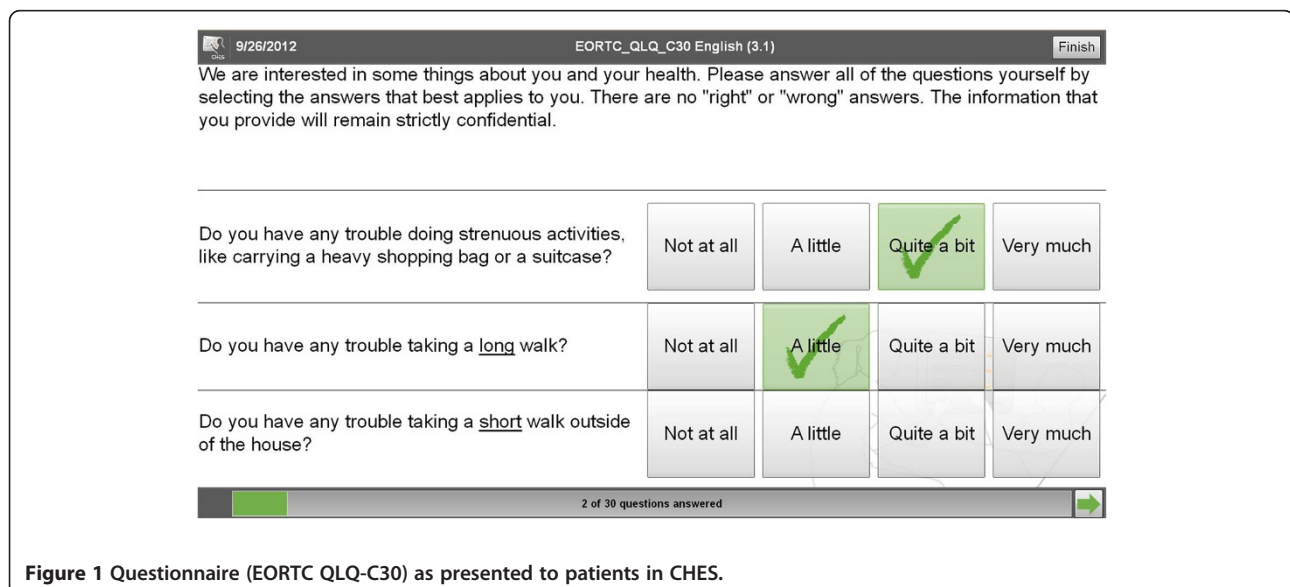 CHES
9/26/2012 EORTC_QLQ_C30 English (3.1) Finish
We are interested in some things about you and your health. Please answer all of the questions yourself by
selecting the answers that best applies to you. There are no "right" or "wrong" answers. The information that
you provide will remain strictly confidential.
Do you have any trouble doing strenuous activities,
like carrying a heavy shopping bag or a suitcase?
Not at all A little Quite a bit Very much
Do you have any trouble taking a long walk?
Not at all A little Quite a bit Very much
Do you have any trouble taking a short walk outside
of the house?
Not at all A little Quite a bit Very much
2 of 30 questions answered
Figure 1 Questionnaire (EORTC QLQ-C30) as presented to patients in CHES.